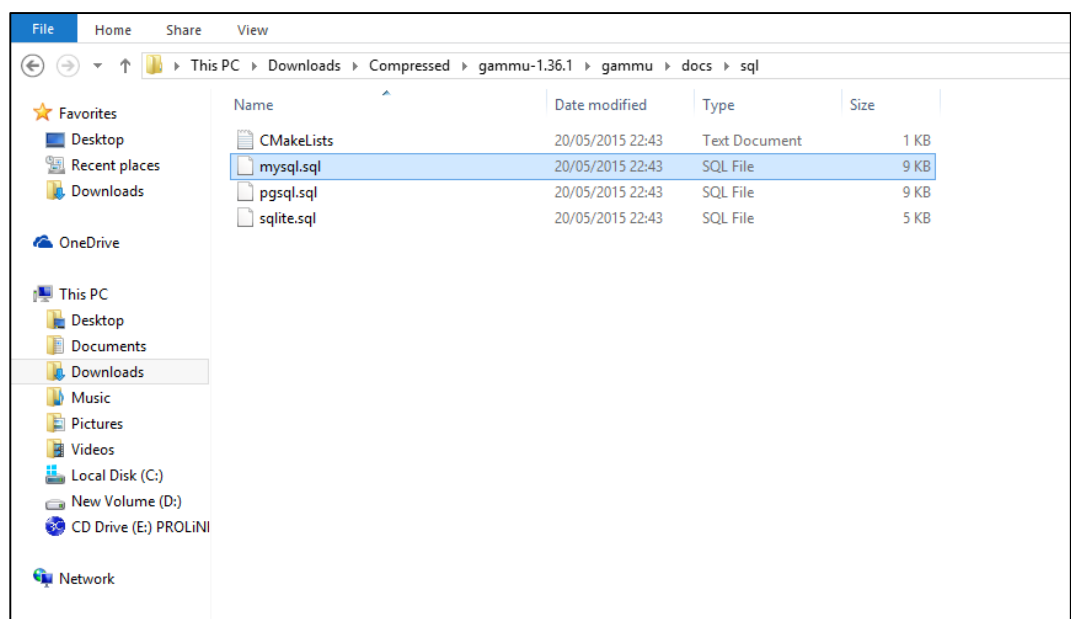 File Home Share View
This PC Downloads Compressed gammu-1.36.1 gammu docs sql
Name Date modified Type Size
Favorites
Desktop
Recent places
Downloads
OneDrive
This PC
Desktop
Documents
Downloads
Music
Pictures
Videos
Local Disk (C:)
New Volume (D:)
CD Drive (E:) PROLiNI
Network
CMakeLists 20/05/2015 22:43 Text Document 1 KB
mysql.sql 20/05/2015 22:43 SQL File 9 KB
pgsql.sql 20/05/2015 22:43 SQL File 9 KB
sqlite.sql 20/05/2015 22:43 SQL File 5 KB